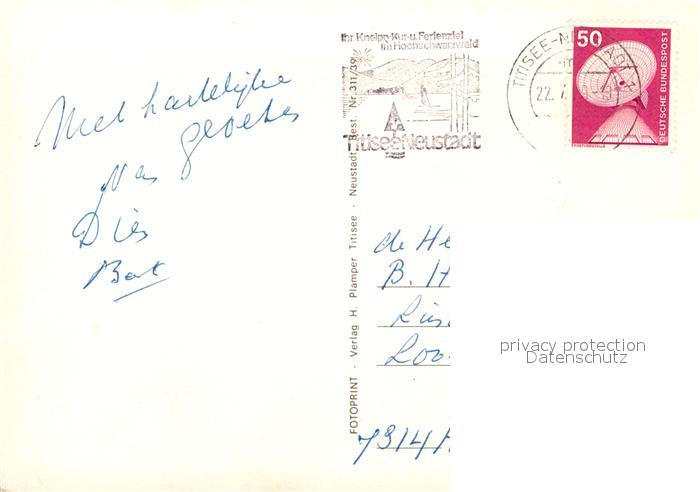 Met hartelijke
groeten
van
Dies
Bart
Ihr Kneipp-Kur-u.Ferienziel
im Hochschwarzwald
Titisee-Neustadt
TITISEE-N
22.7
50
DEUTSCHE BUNDESPOST
FOTOPRINT · Verlag H. Plamper Titisee · Neustadt Best. Nr. 311/39
de He
B. H
Loo
7314 H
privacy protection
Datenschutz